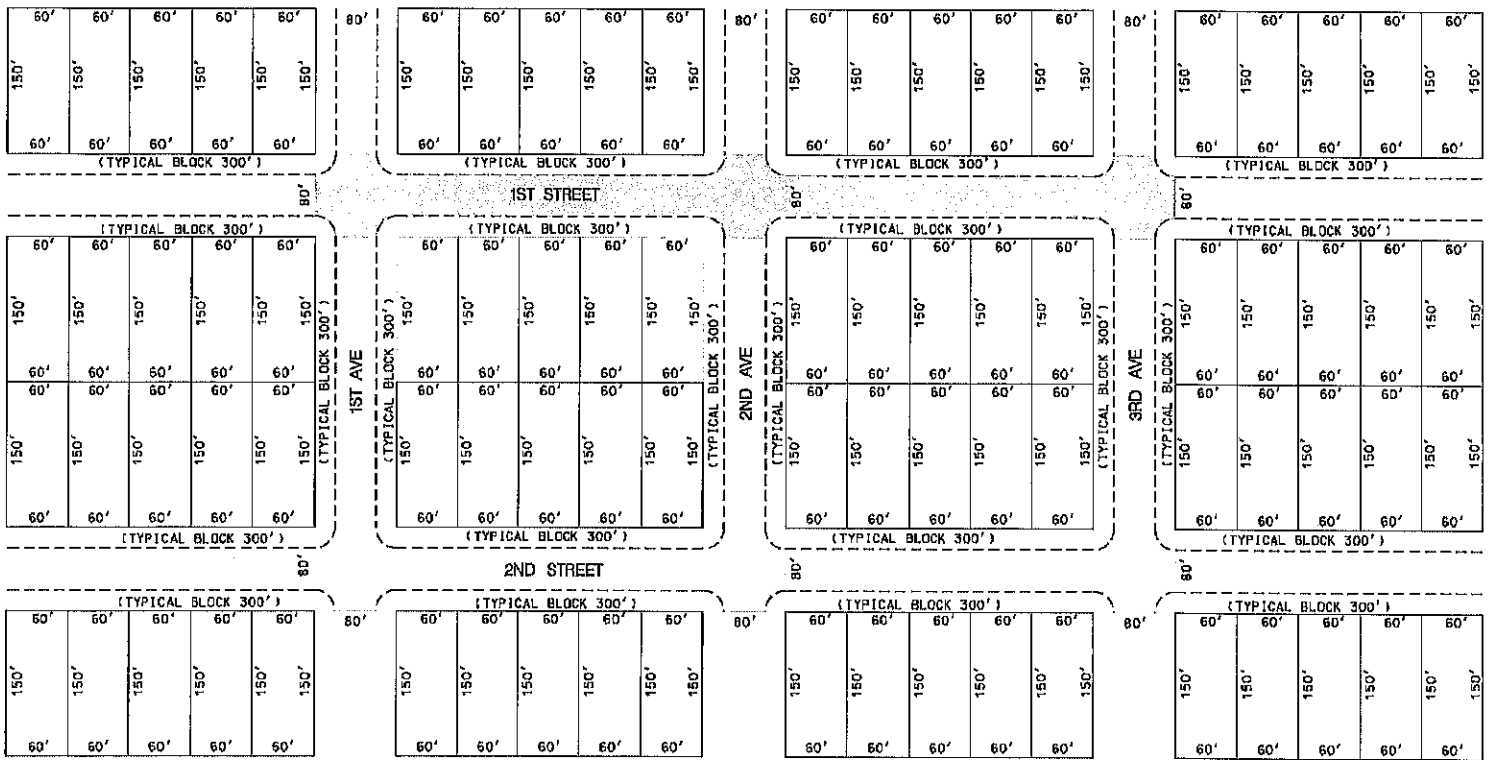 60' 60' 60' 60' 60' 80' 60' 60' 60' 60' 60' 80' 60' 60' 60' 60' 60' 80' 60' 60' 60' 60' 60'
150' 150' 150' 150' 150' 150' 150' 150' 150' 150' 150' 150' 150' 150' 150' 150' 150' 150' 150' 150' 150' 150' 150' 150'
60' 60' 60' 60' 60' 60' 60' 60' 60' 60' 60' 60' 60' 60' 60' 60' 60' 60' 60' 60'
(TYPICAL BLOCK 300') (TYPICAL BLOCK 300') (TYPICAL BLOCK 300') (TYPICAL BLOCK 300')
80' 1ST STREET 80' 80'
(TYPICAL BLOCK 300') (TYPICAL BLOCK 300') (TYPICAL BLOCK 300') (TYPICAL BLOCK 300')
60' 60' 60' 60' 60' 60' 60' 60' 60' 60' 60' 60' 60' 60' 60' 60' 60' 60' 60' 60'
150' 150' 150' 150' 150' 150' 150' 150' 150' 150' 150' 150' 150' 150' 150' 150' 150' 150' 150' 150' 150' 150' 150' 150'
60' 60' 60' 60' 60' 60' 60' 60' 60' 60' 60' 60' 60' 60' 60' 60' 60' 60' 60' 60'
(TYPICAL BLOCK 300') 1ST AVE (TYPICAL BLOCK 300') (TYPICAL BLOCK 300') 2ND AVE (TYPICAL BLOCK 300') (TYPICAL BLOCK 300') 3RD AVE (TYPICAL BLOCK 300')
60' 60' 60' 60' 60' 60' 60' 60' 60' 60' 60' 60' 60' 60' 60' 60' 60' 60' 60' 60'
150' 150' 150' 150' 150' 150' 150' 150' 150' 150' 150' 150' 150' 150' 150' 150' 150' 150' 150' 150' 150' 150' 150' 150'
60' 60' 60' 60' 60' 60' 60' 60' 60' 60' 60' 60' 60' 60' 60' 60' 60' 60' 60' 60'
(TYPICAL BLOCK 300') (TYPICAL BLOCK 300') (TYPICAL BLOCK 300') (TYPICAL BLOCK 300')
80' 2ND STREET 80' 80'
(TYPICAL BLOCK 300') (TYPICAL BLOCK 300') (TYPICAL BLOCK 300') (TYPICAL BLOCK 300')
60' 60' 60' 60' 60' 80' 60' 60' 60' 60' 60' 80' 60' 60' 60' 60' 60' 80' 60' 60' 60' 60' 60'
150' 150' 150' 150' 150' 150' 150' 150' 150' 150' 150' 150' 150' 150' 150' 150' 150' 150' 150' 150' 150' 150' 150' 150'
60' 60' 60' 60' 60' 60' 60' 60' 60' 60' 60' 60' 60' 60' 60' 60' 60' 60' 60' 60'